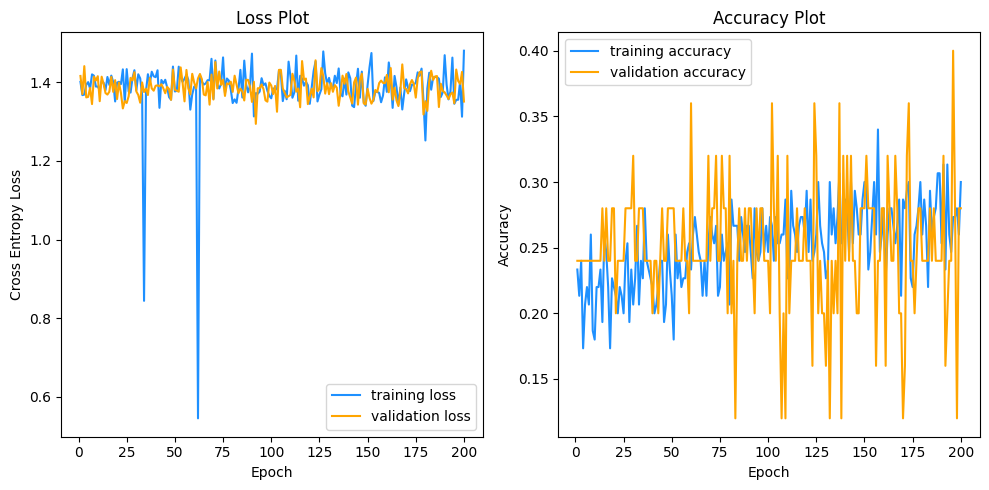 Loss Plot
1.4
1.2
1.0
0.8
0.6
Cross Entropy Loss
0 25 50 75 100 125 150 175 200
Epoch
training loss
validation loss
Accuracy Plot
0.40
0.35
0.30
0.25
0.20
0.15
Accuracy
0 25 50 75 100 125 150 175 200
Epoch
training accuracy
validation accuracy